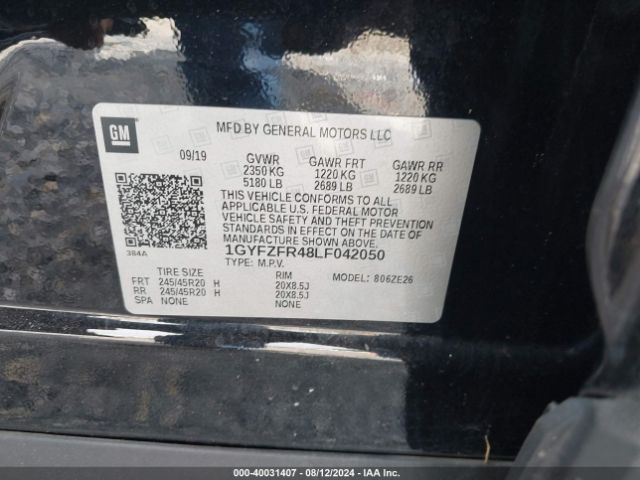 GM
MFD BY GENERAL MOTORS LLC
09/19 GVWR GAWR FRT GAWR RR
2350 KG 1220 KG 1220 KG
5180 LB 2689 LB 2689 LB
THIS VEHICLE CONFORMS TO ALL
APPLICABLE U.S. FEDERAL MOTOR
VEHICLE SAFETY AND THEFT PREVENTION
STANDARDS IN EFFECT ON THE DATE OF
MANUFACTURE SHOWN ABOVE.
384A 1GYFZFR48LF042050
TYPE: M.P.V.
TIRE SIZE RIM MODEL: 806ZE26
FRT 245/45R20 H 20X8.5J
RR 245/45R20 H 20X8.5J
SPA NONE NONE
000-40031407 - 08/12/2024 - IAA Inc.